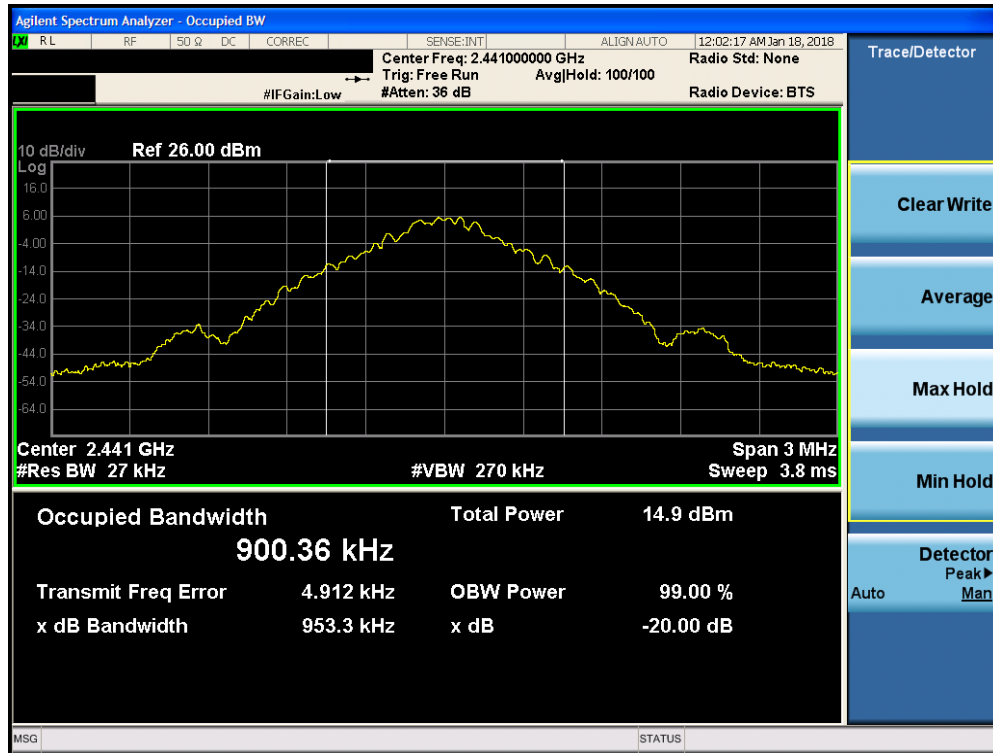 Agilent Spectrum Analyzer - Occupied BW
LXI RL RF 50 Ω DC CORREC SENSE:INT ALIGN AUTO 12:02:17 AM Jan 18, 2018
Center Freq: 2.441000000 GHz Radio Std: None
Trig: Free Run Avg|Hold: 100/100
#IFGain:Low #Atten: 36 dB Radio Device: BTS
Trace/Detector
10 dB/div Ref 26.00 dBm
Log
16.0
6.00
-4.00
-14.0
-24.0
-34.0
-44.0
-54.0
-64.0
Center 2.441 GHz Span 3 MHz
#Res BW 27 kHz #VBW 270 kHz Sweep 3.8 ms
Occupied Bandwidth Total Power 14.9 dBm
900.36 kHz
Transmit Freq Error 4.912 kHz OBW Power 99.00 %
x dB Bandwidth 953.3 kHz x dB -20.00 dB
Clear Write
Average
Max Hold
Min Hold
Detector
Peak▶
Auto Man
MSG STATUS